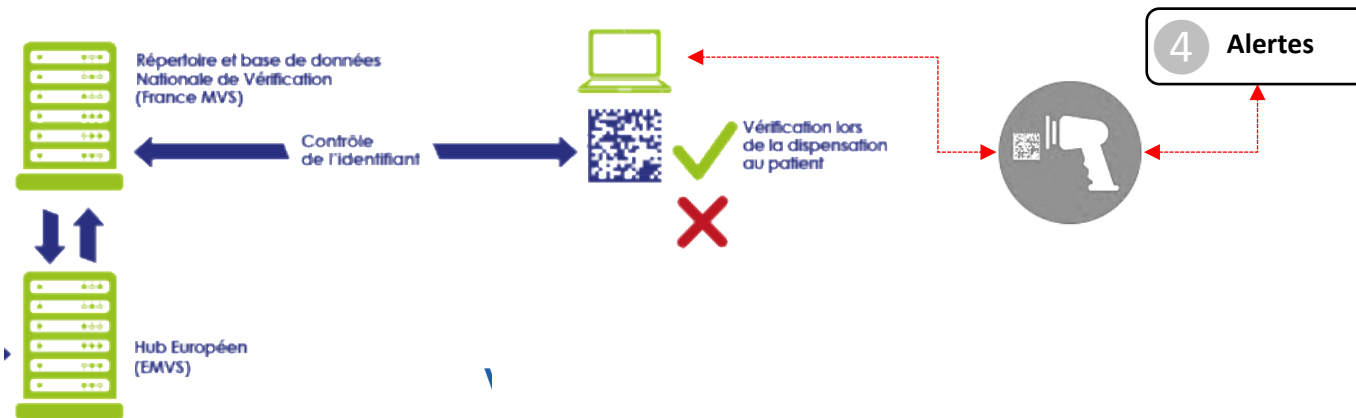 Répertoire et base de données
Nationale de Vérification
(France MVS)
Contrôle
de l'identifiant
Vérification lors
de la dispensation
au patient
4 Alertes
Hub Européen
(EMVS)